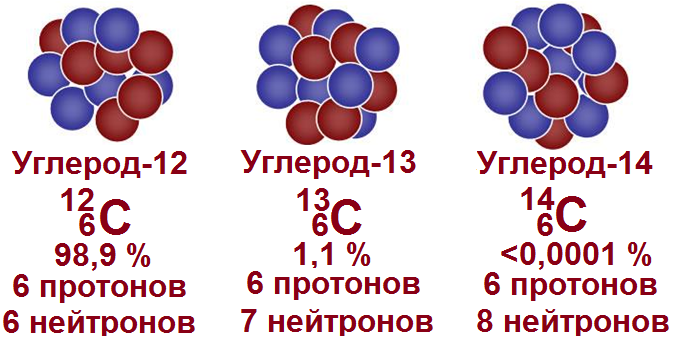 Углерод-12
12
6C
98,9 %
6 протонов
6 нейтронов
Углерод-13
13
6C
1,1 %
6 протонов
7 нейтронов
Углерод-14
14
6C
<0,0001 %
6 протонов
8 нейтронов